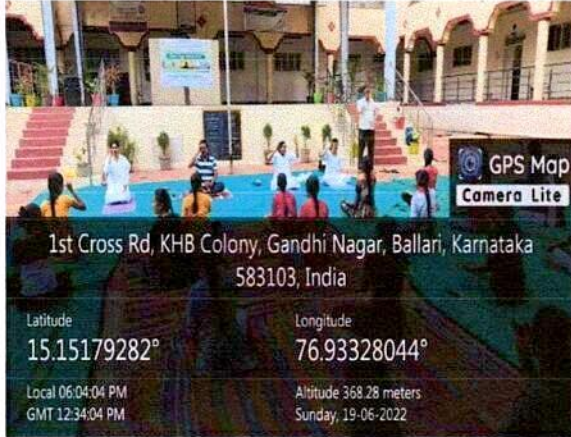 GPS Map
Camera Lite
1st Cross Rd, KHB Colony, Gandhi Nagar, Ballari, Karnataka
583103, India
Latitude
15.15179282°
Longitude
76.93328044°
Local 06:04:04 PM
GMT 12:34:04 PM
Altitude 368.28 meters
Sunday, 19-06-2022